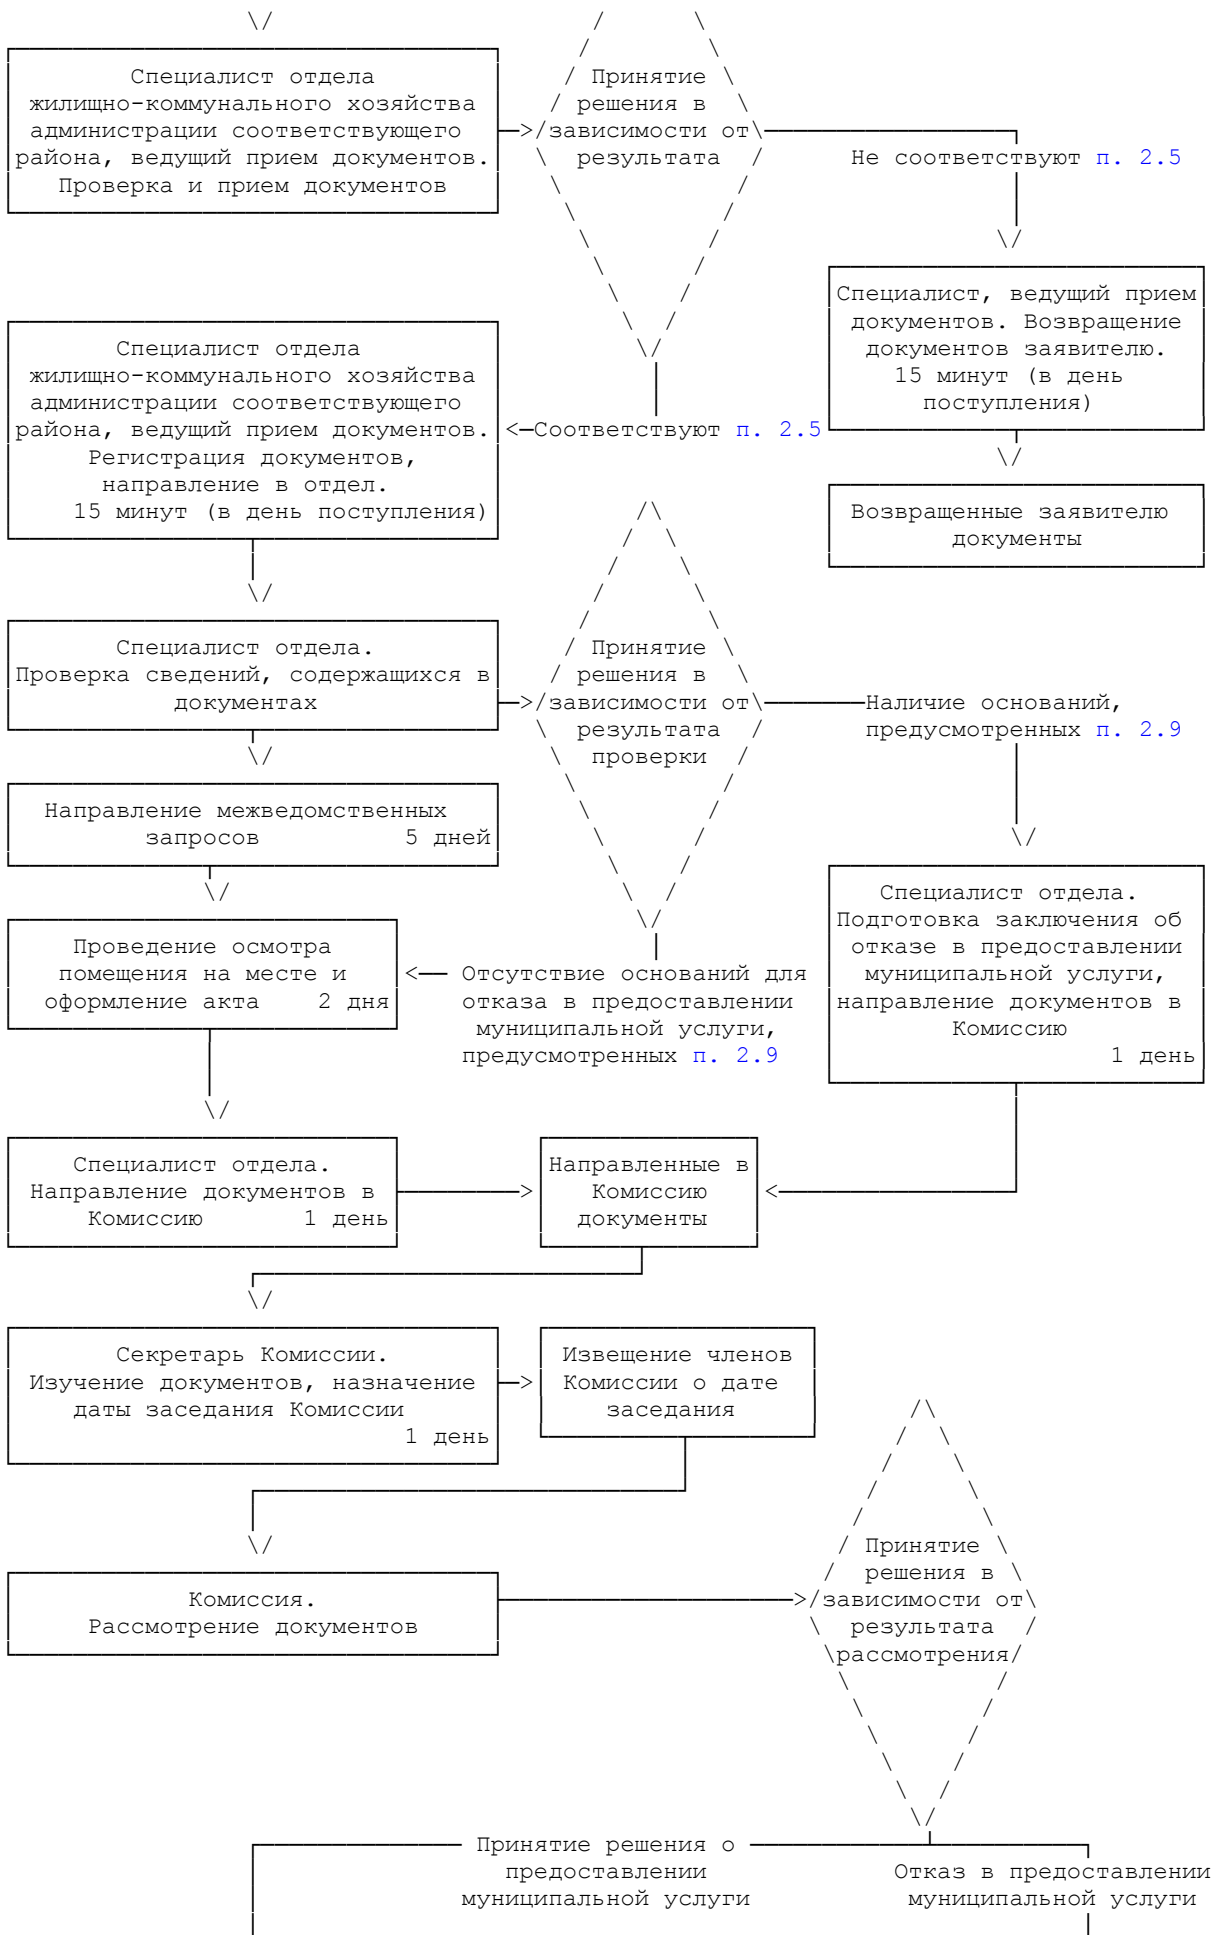 Специалист отдела
жилищно-коммунального хозяйства
администрации соответствующего
района, ведущий прием документов.
Проверка и прием документов
Принятие
решения в
зависимости от
результата
Не соответствуют п. 2.5
Специалист, ведущий прием
документов. Возвращение
документов заявителю.
15 минут (в день
поступления)
Специалист отдела
жилищно-коммунального хозяйства
администрации соответствующего
района, ведущий прием документов.
Регистрация документов,
направление в отдел.
15 минут (в день поступления)
Соответствуют п. 2.5
Возвращенные заявителю
документы
Специалист отдела.
Проверка сведений, содержащихся в
документах
Принятие
решения в
зависимости от
результата
проверки
Наличие оснований,
предусмотренных п. 2.9
Направление межведомственных
запросов 5 дней
Специалист отдела.
Подготовка заключения об
отказе в предоставлении
муниципальной услуги,
направление документов в
Комиссию
1 день
Проведение осмотра
помещения на месте и
оформление акта 2 дня
Отсутствие оснований для
отказа в предоставлении
муниципальной услуги,
предусмотренных п. 2.9
Специалист отдела.
Направление документов в
Комиссию 1 день
Направленные в
Комиссию
документы
Секретарь Комиссии.
Изучение документов, назначение
даты заседания Комиссии
1 день
Извещение членов
Комиссии о дате
заседания
Комиссия.
Рассмотрение документов
Принятие
решения в
зависимости от
результата
рассмотрения
Принятие решения о
предоставлении
муниципальной услуги
Отказ в предоставлении
муниципальной услуги